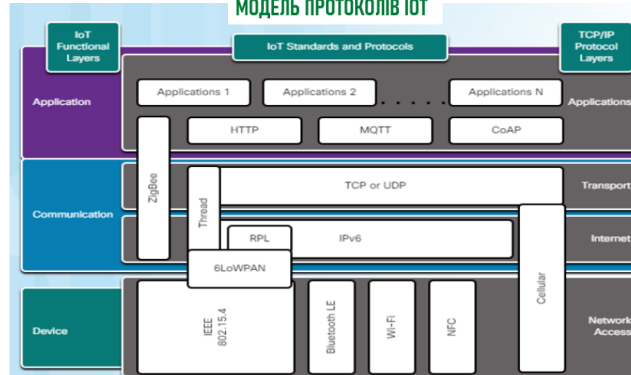 МОДЕЛЬ ПРОТОКОЛІВ ІОТ
IoT
Functional
Layers
IoT Standards and Protocols
TCP/IP
Protocol
Layers
Application
Applications 1
Applications 2
. . . . .
Applications N
Applications
HTTP
MQTT
CoAP
ZigBee
Thread
TCP or UDP
Transport
Communication
RPL
IPv6
Internet
6LoWPAN
Cellular
IEEE
802.15.4
Bluetooth LE
Wi-Fi
NFC
Device
Network
Access